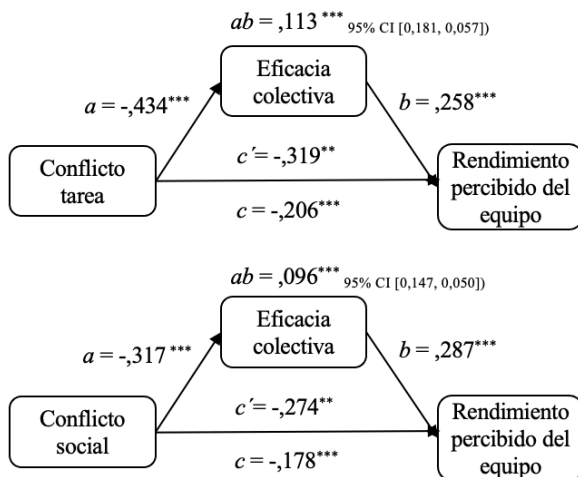 ab = ,113*** 95% CI [0,181, 0,057])
Eficacia
colectiva
a = -,434***
b = ,258***
Conflicto
tarea
c´= -,319**
Rendimiento
percibido del
equipo
c = -,206***
ab = ,096*** 95% CI [0,147, 0,050])
Eficacia
colectiva
a = -,317***
b = ,287***
Conflicto
social
c´= -,274**
Rendimiento
percibido del
equipo
c = -,178***